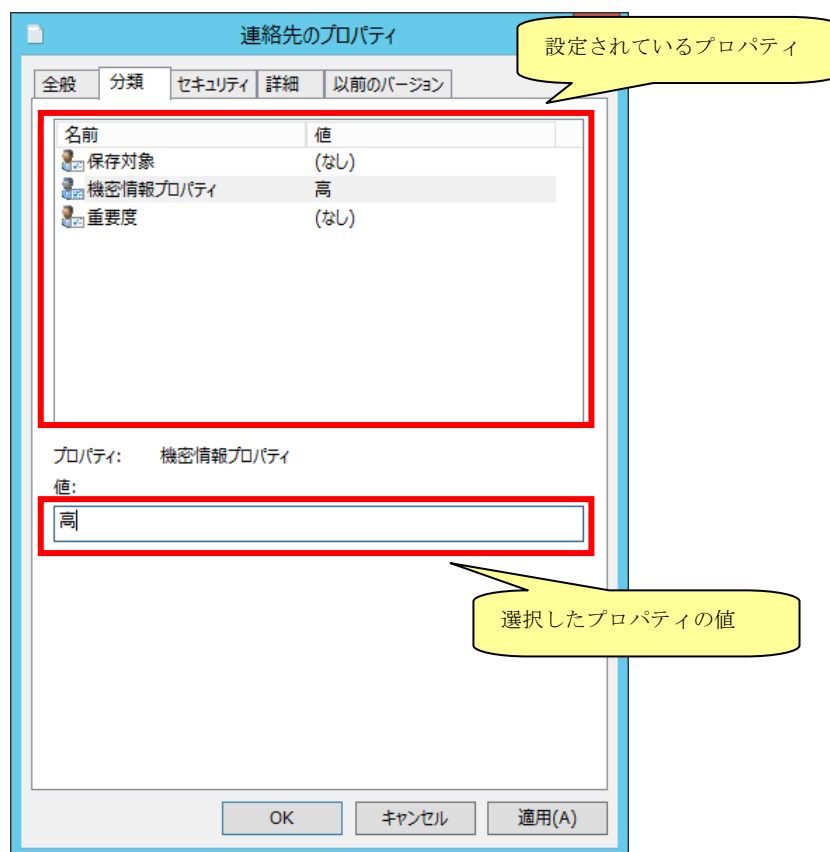 連絡先のプロパティ
設定されているプロパティ
全般 分類 セキュリティ 詳細 以前のバージョン
名前 値
保存対象 (なし)
機密情報プロパティ 高
重要度 (なし)
プロパティ: 機密情報プロパティ
値:
高
選択したプロパティの値
OK キャンセル 適用(A)